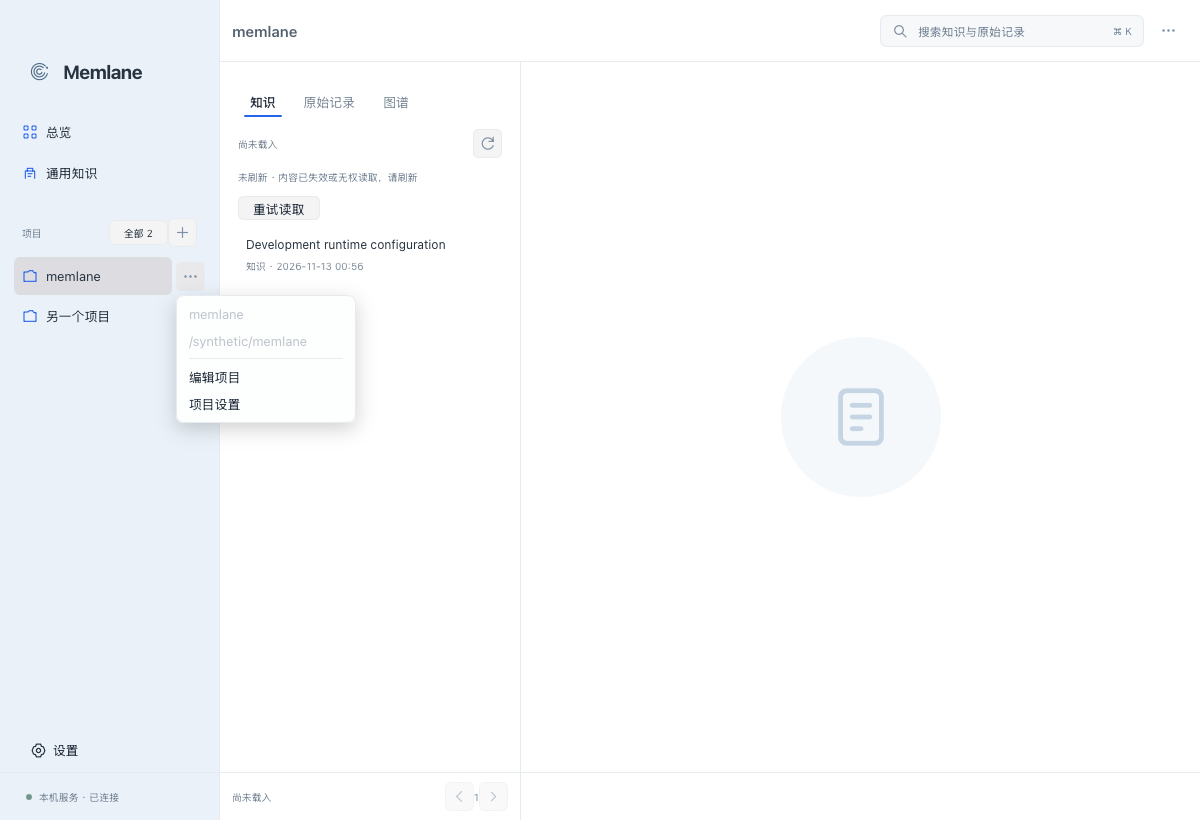 Memlane
总览
通用知识
项目
全部 2
memlane
另一个项目
memlane
/synthetic/memlane
编辑项目
项目设置
设置
本机服务 · 已连接
memlane
搜索知识与原始记录
⌘ K
知识
原始记录
图谱
尚未载入
未刷新 · 内容已失效或无权读取，请刷新
重试读取
Development runtime configuration
知识 · 2026-11-13 00:56
尚未载入
1